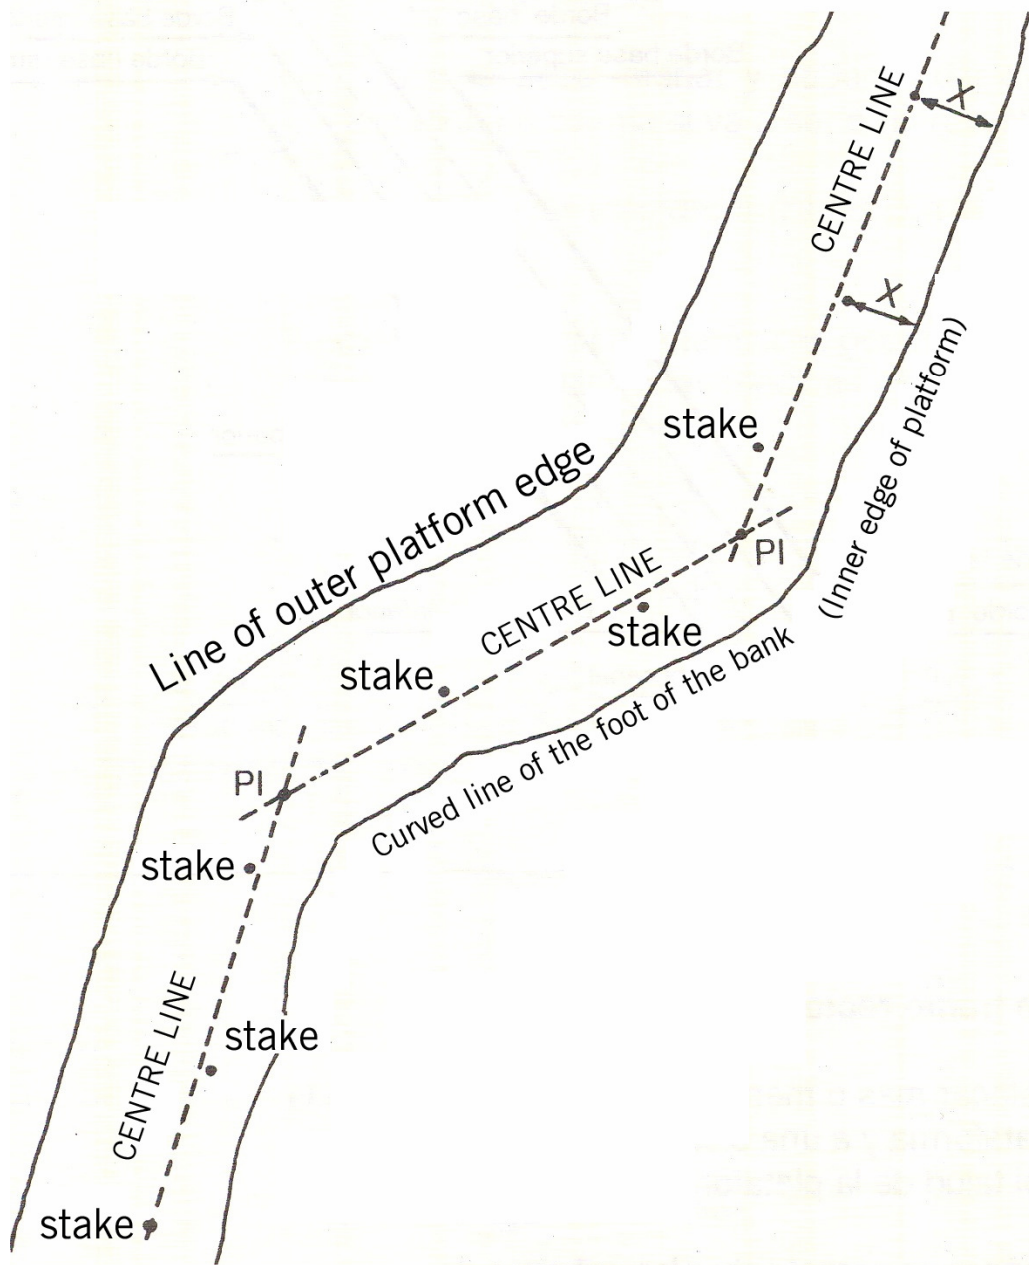 CENTRE LINE
X
X
stake
Line of outer platform edge
PI
(Inner edge of platform)
CENTRE LINE
stake
stake
Curved line of the foot of the bank
PI
stake
stake
CENTRE LINE
stake